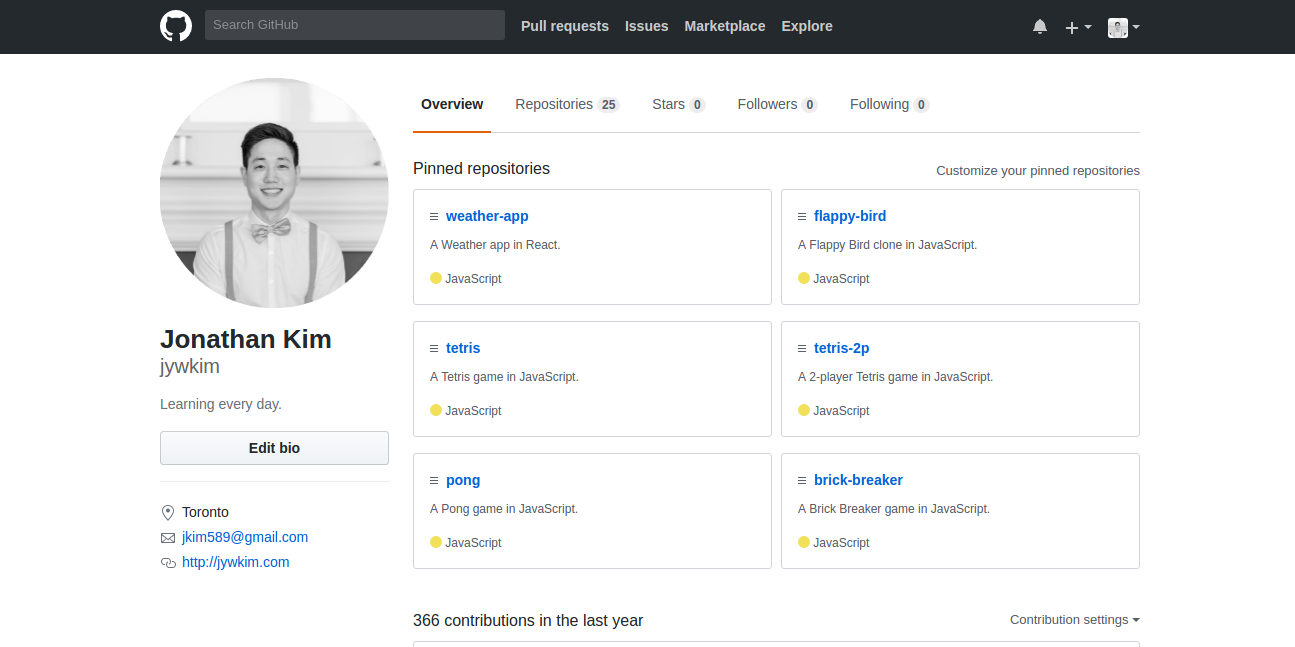 Search GitHub
Pull requests Issues Marketplace Explore
Overview Repositories 25 Stars 0 Followers 0 Following 0
Pinned repositories
Customize your pinned repositories
weather-app
A Weather app in React.
JavaScript
flappy-bird
A Flappy Bird clone in JavaScript.
JavaScript
tetris
A Tetris game in JavaScript.
JavaScript
tetris-2p
A 2-player Tetris game in JavaScript.
JavaScript
pong
A Pong game in JavaScript.
JavaScript
brick-breaker
A Brick Breaker game in JavaScript.
JavaScript
Jonathan Kim
jywkim
Learning every day.
Edit bio
Toronto
jkim589@gmail.com
http://jywkim.com
366 contributions in the last year
Contribution settings